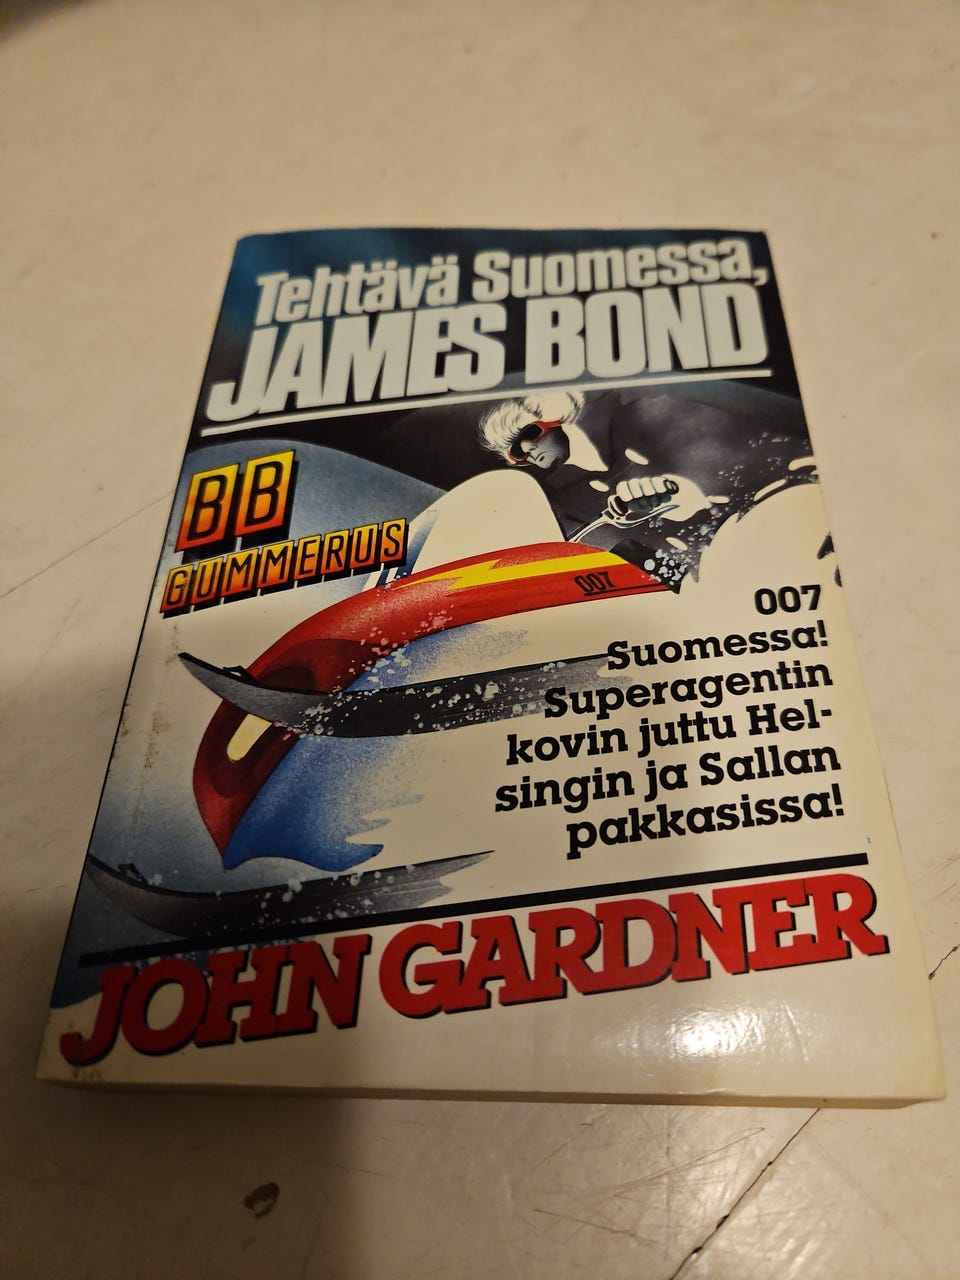 Tehtävä Suomessa,
JAMES BOND
BB
GUMMERUS
007
007
Suomessa!
Superagentin
kovin juttu Hel-
singin ja Sallan
pakkasissa!
JOHN GARDNER